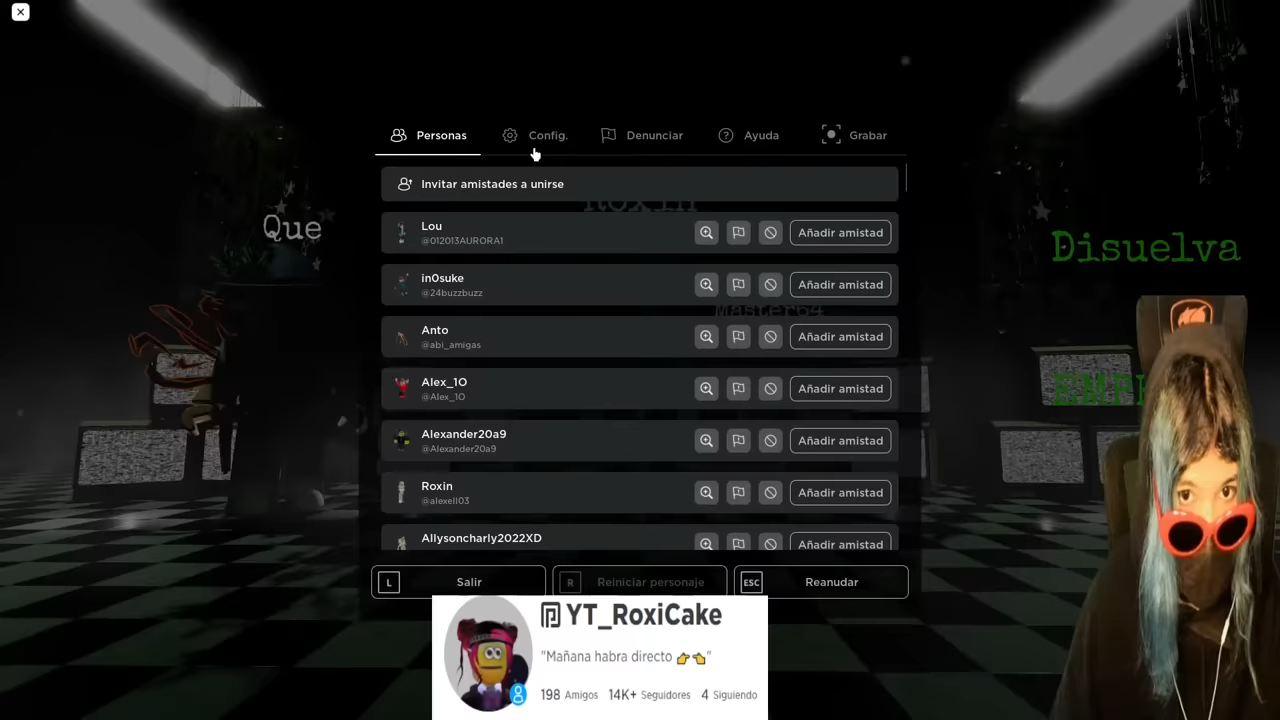 Personas
Config.
Denunciar
Ayuda
Grabar
Invitar amistades a unirse
Roxin
Que
Disuelva
Lou
@012013AURORA1
Añadir amistad
in0suke
@24buzzbuzz
Añadir amistad
Master64
Anto
@abi_amigas
Añadir amistad
Alex_1O
@Alex_1O
Añadir amistad
Alexander20a9
@Alexander20a9
Añadir amistad
Roxin
@alexell03
Añadir amistad
Allysoncharly2022XD
Añadir amistad
L Salir
R Reiniciar personaje
ESC Reanudar
YT_RoxiCake
"Mañana habra directo 👉👈"
198 Amigos 14K+ Seguidores 4 Siguiendo